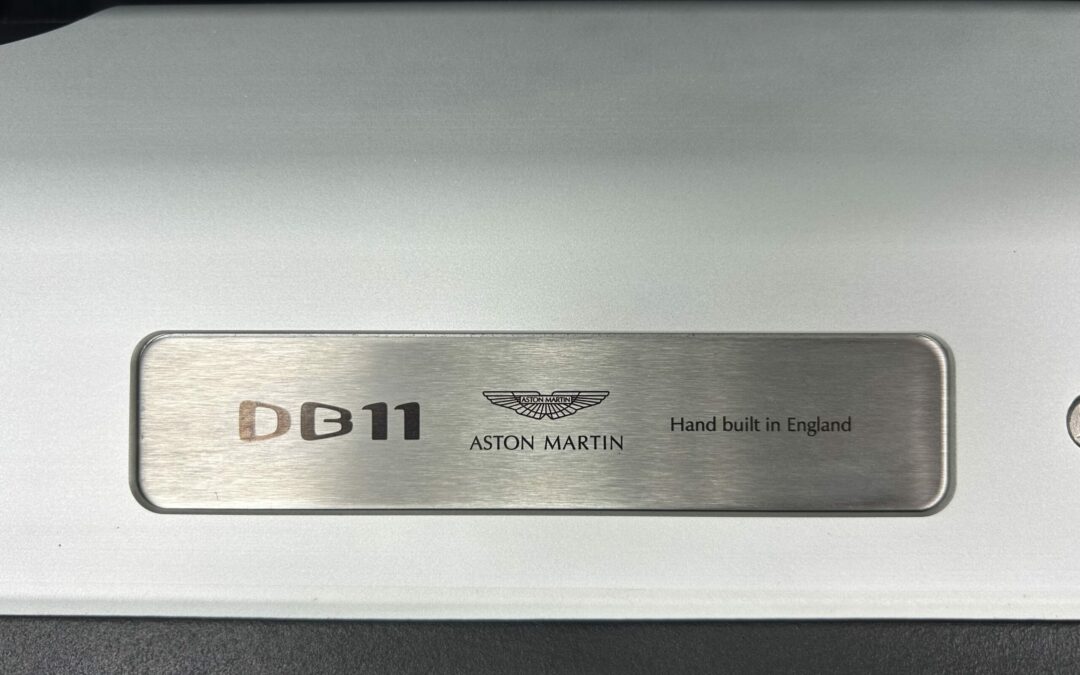 DB11
ASTON MARTIN
ASTON MARTIN
Hand built in England